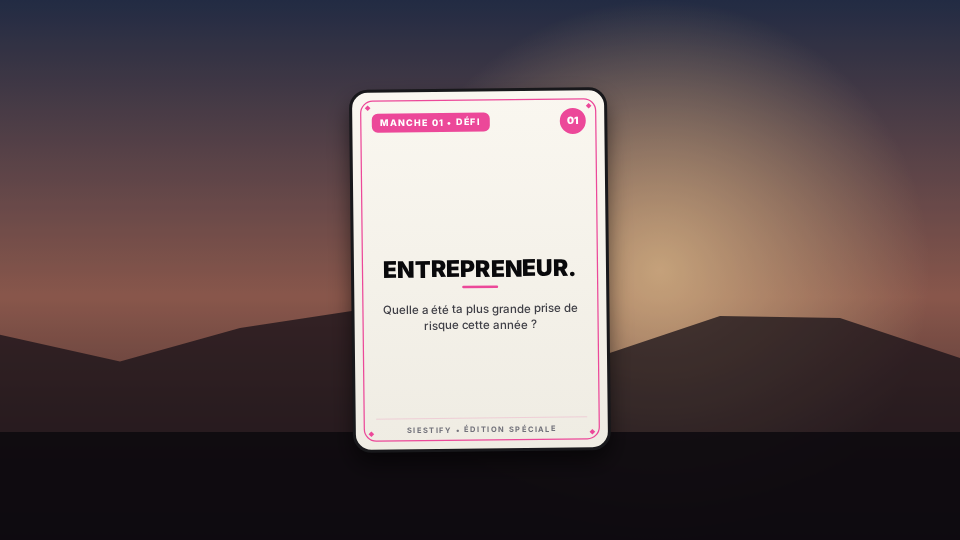 MANCHE 01 • DÉFI
01
ENTREPRENEUR.
Quelle a été ta plus grande prise de
risque cette année ?
SIESTIFY • ÉDITION SPÉCIALE